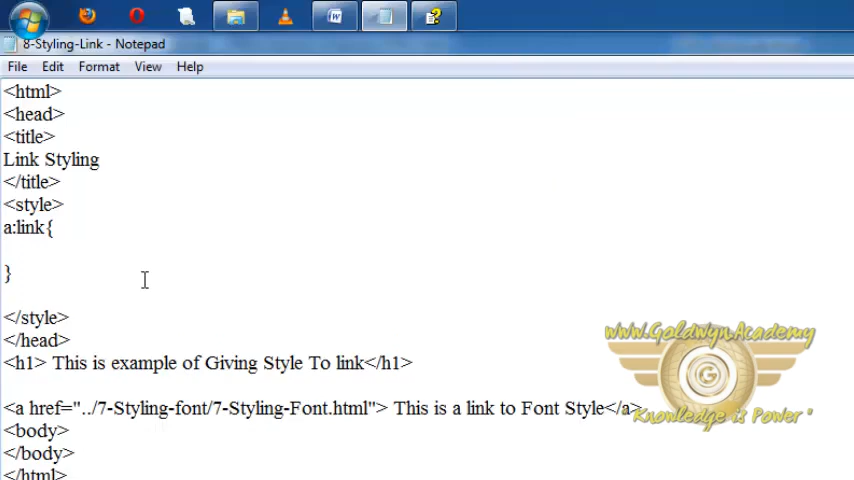 8-Styling-Link - Notepad
File Edit Format View Help
<html>
<head>
<title>
Link Styling
</title>
<style>
a:link{
}
</style>
</head>
<h1> This is example of Giving Style To link</h1>
<a href="../7-Styling-font/7-Styling-Font.html"> This is a link to Font Style</a>
<body>
</body>
</html>
www.GoldwynAcademy
"Knowledge is Power"